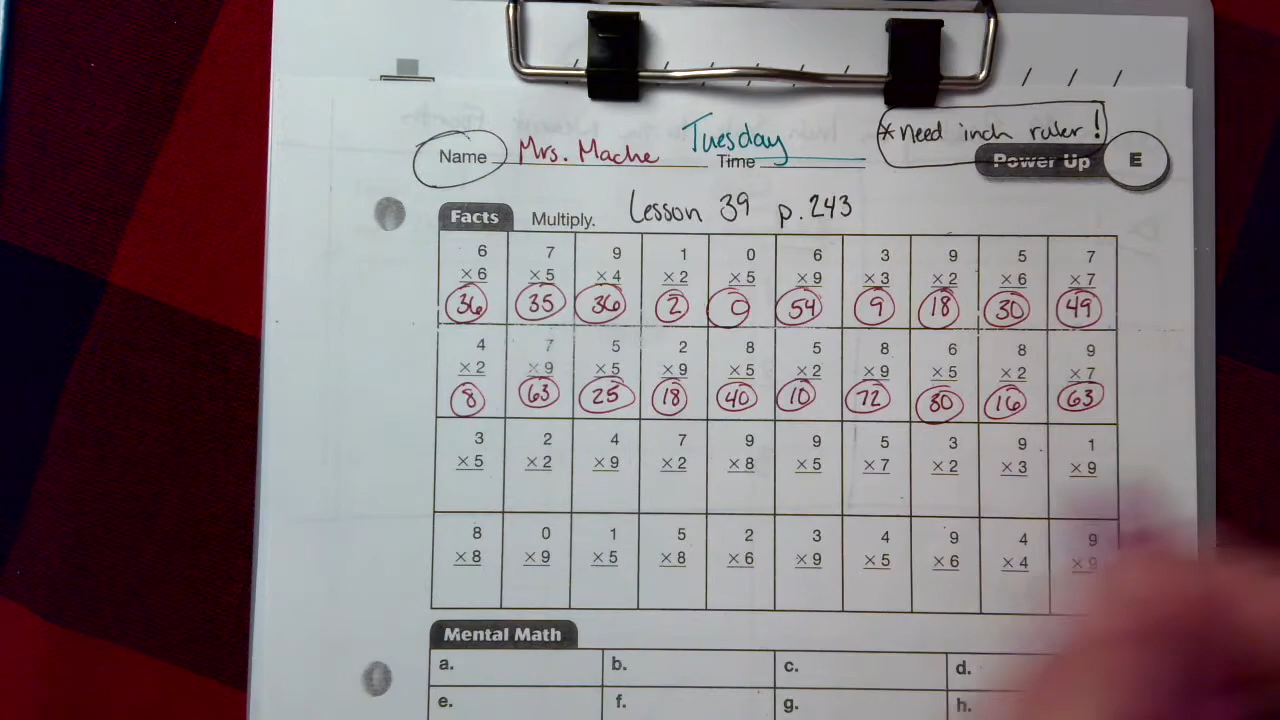 Tuesday *need inch ruler!
Name Mrs. Mache Time Power Up E
Facts Multiply. Lesson 39 p.243
6 7 9 1 0 6 3 9 5 7
×6 ×5 ×4 ×2 ×5 ×9 ×3 ×2 ×6 ×7
36 35 36 2 0 54 9 18 30 49
4 7 5 2 8 5 8 6 8 9
×2 ×9 ×5 ×9 ×5 ×2 ×9 ×5 ×2 ×7
8 63 25 18 40 10 72 30 16 63
3 2 4 7 9 9 5 3 9 1
×5 ×2 ×9 ×2 ×8 ×5 ×7 ×2 ×3 ×9
8 0 1 5 2 3 4 9 4 9
×8 ×9 ×5 ×8 ×6 ×9 ×5 ×6 ×4 ×9
Mental Math
a. b. c. d.
e. f. g. h.